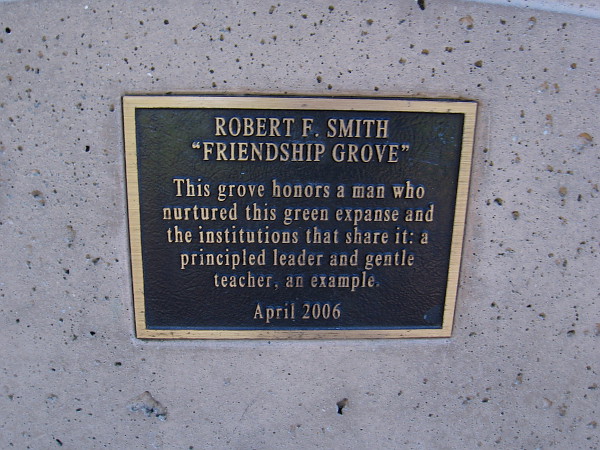 ROBERT F. SMITH
“FRIENDSHIP GROVE”
This grove honors a man who
nurtured this green expanse and
the institutions that share it: a
principled leader and gentle
teacher, an example.
April 2006